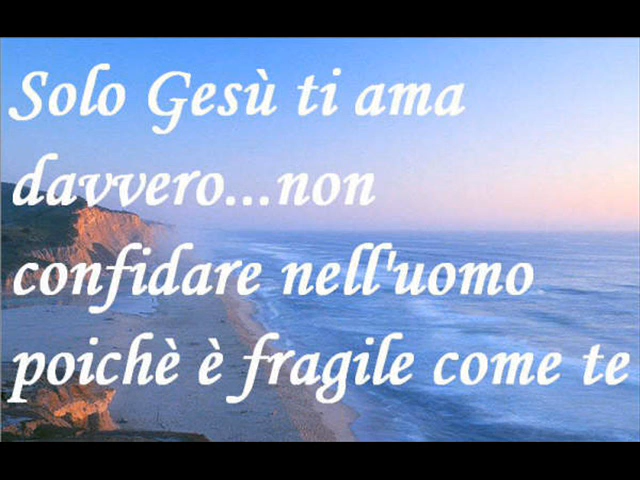 Solo Gesù ti ama
davvero...non
confidare nell'uomo
poichè è fragile come te